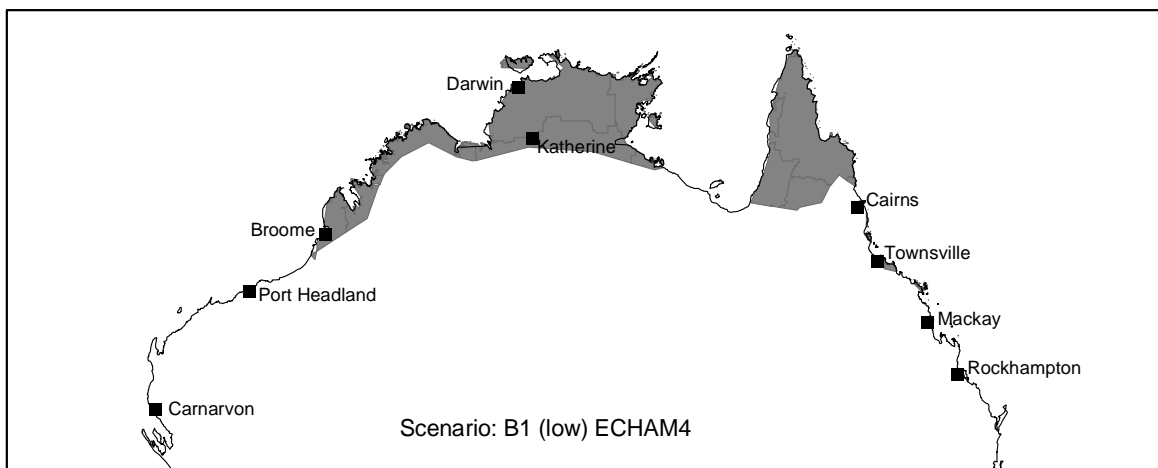 Darwin
Katherine
Cairns
Broome
Townsville
Port Headland
Mackay
Rockhampton
Carnarvon
Scenario: B1 (low) ECHAM4